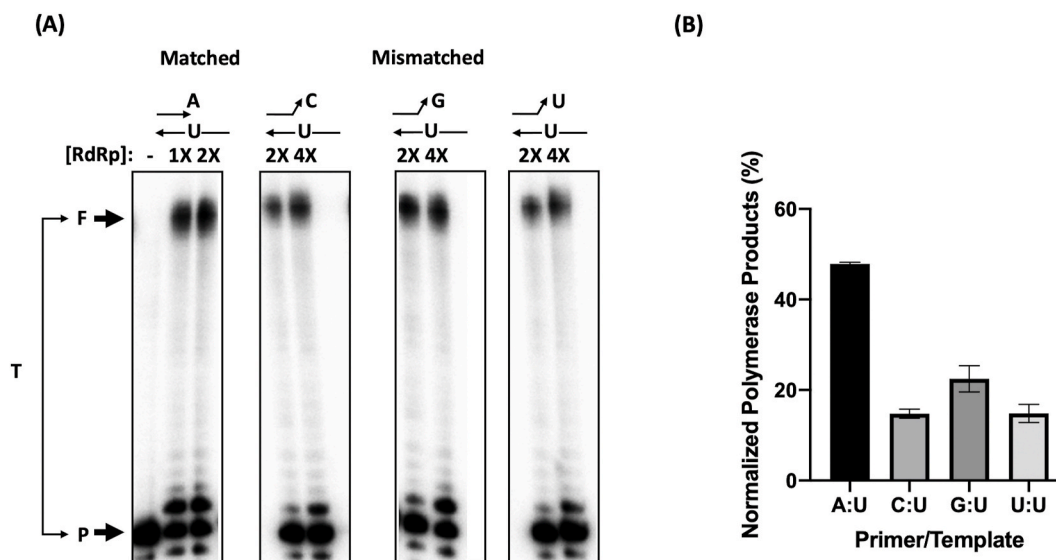 (A)
Matched
Mismatched
A
C
G
U
U
U
U
U
[RdRp]: - 1X 2X
2X 4X
2X 4X
2X 4X
F
T
P
(B)
Normalized Polymerase Products (%)
60
40
20
0
A:U C:U G:U U:U
Primer/Template